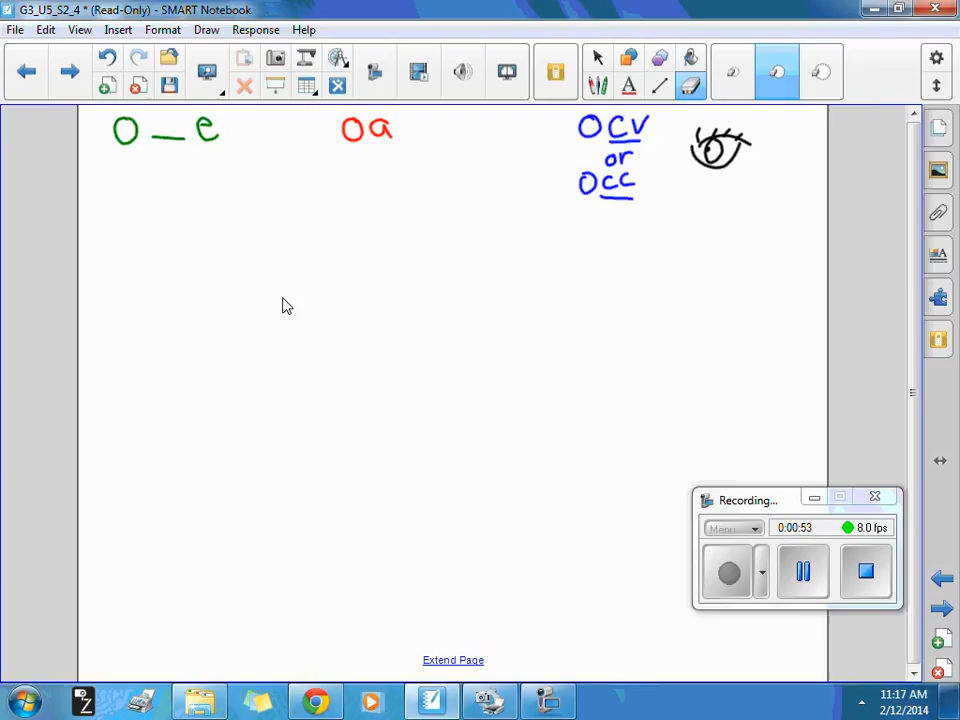 G3_U5_S2_4 * (Read-Only) - SMART Notebook
File Edit View Insert Format Draw Response Help
o _ e oa ocv
or
occ
Recording...
Menu 0:00:53 8.0 fps
Extend Page
11:17 AM
2/12/2014